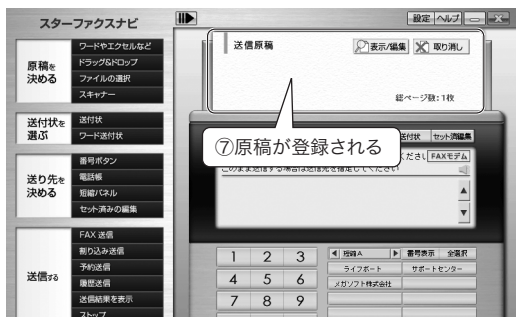 スターファクスナビ
設定 ヘルプ
原稿を決める
ワードやエクセルなど
ドラッグ&ドロップ
ファイルの選択
スキャナー
送付状を選ぶ
送付状
ワード送付状
送り先を決める
番号ボタン
電話帳
短縮パネル
セット済みの編集
送信する
FAX 送信
割り込み送信
予約送信
履歴送信
送信結果を表示
ストップ
送信原稿
表示/編集 取り消し
総ページ数:1枚
⑦原稿が登録される
付状 セット済編集
ください FAXモデム
このまま送信する場合は送信先を指定してください
1 2 3
4 5 6
7 8 9
短縮A 番号表示 全選択
ライフボート サポートセンター
メガソフト株式会社